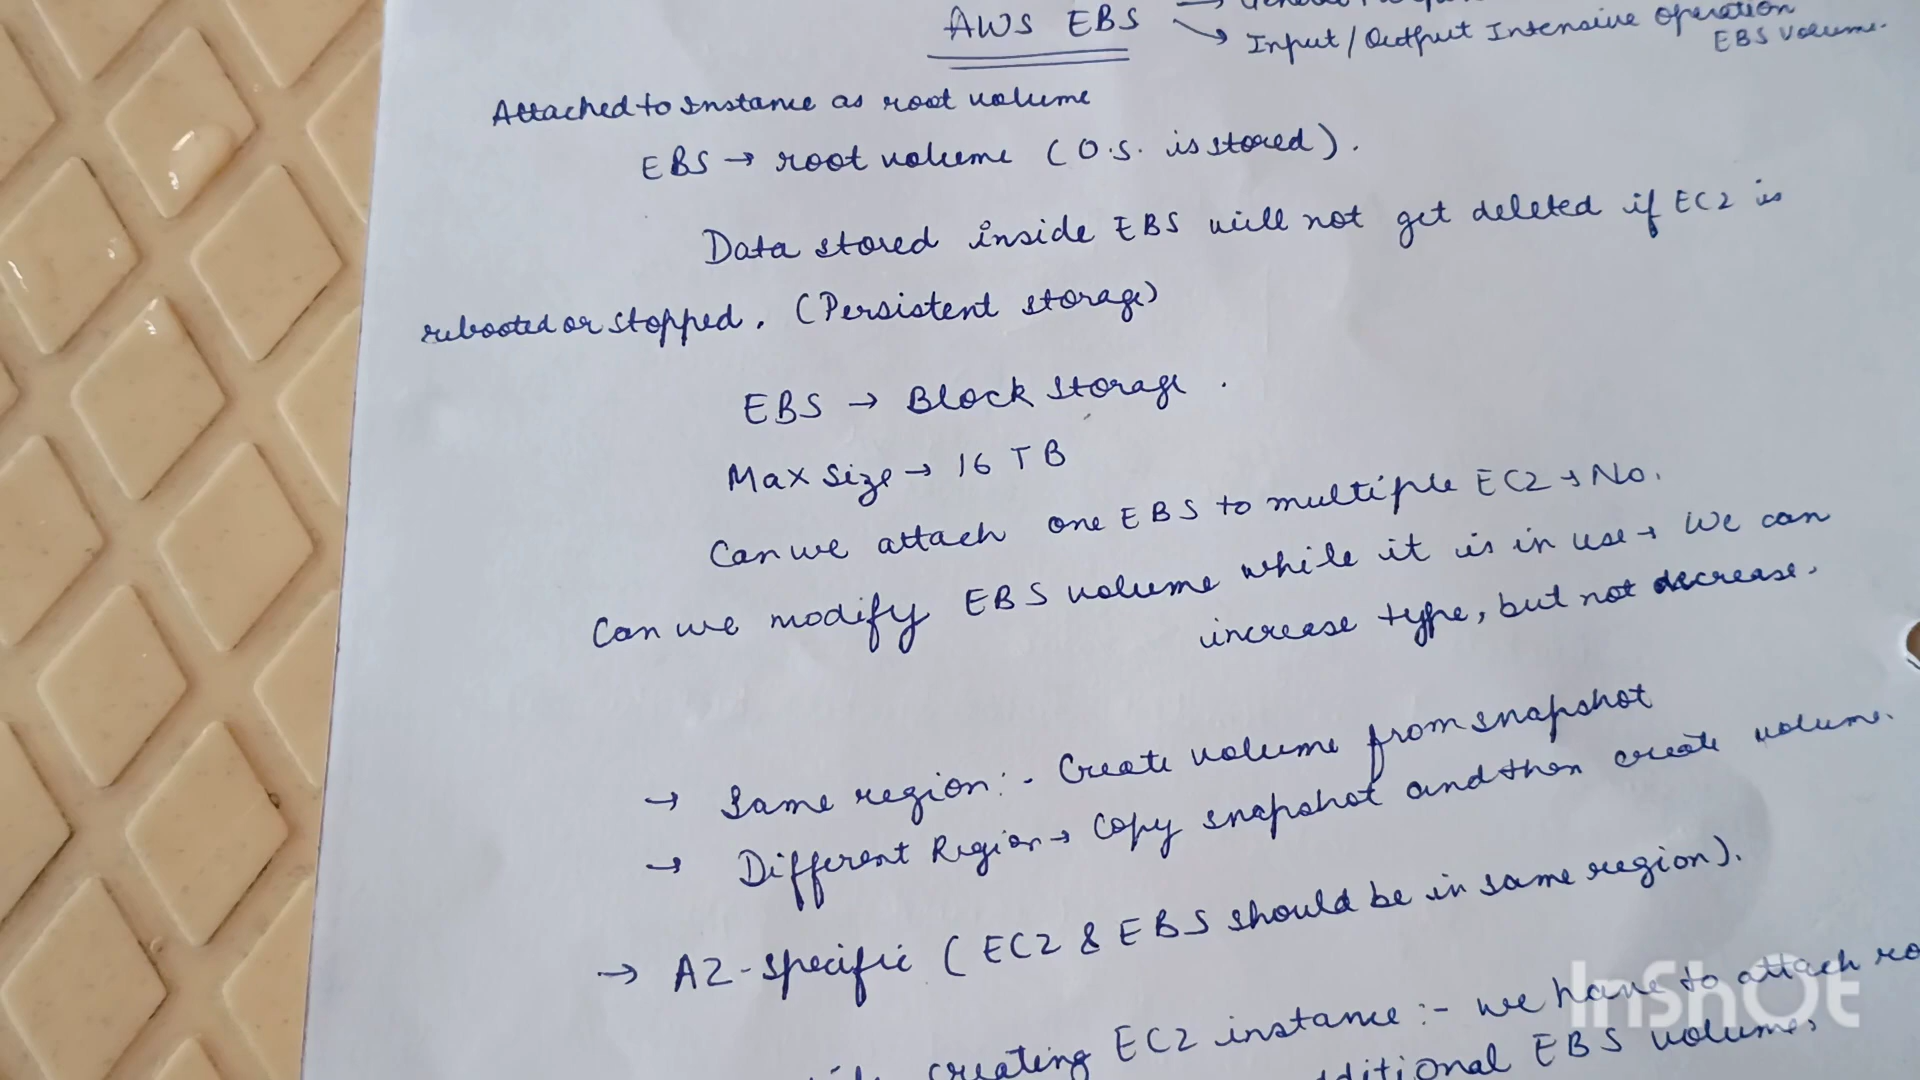 AWS EBS
→ Input/Output Intensive operation
EBS volume.
Attached to Instance as root volume
EBS → root volume (O.S. is stored).
Data stored inside EBS will not get deleted if EC2 is
rebooted or stopped. (Persistent storage)
EBS → Block Storage.
Max Size → 16 TB
Can we attach one EBS to multiple EC2 → No.
Can we modify EBS volume while it is in use → We can
increase type, but not decrease.
→ Same region:- Create volume from snapshot
→ Different Region → Copy snapshot and then create volume.
→ AZ-specific (EC2 & EBS should be in same region).
creating EC2 instance:- we have to attach
EBS volumes
InShOt